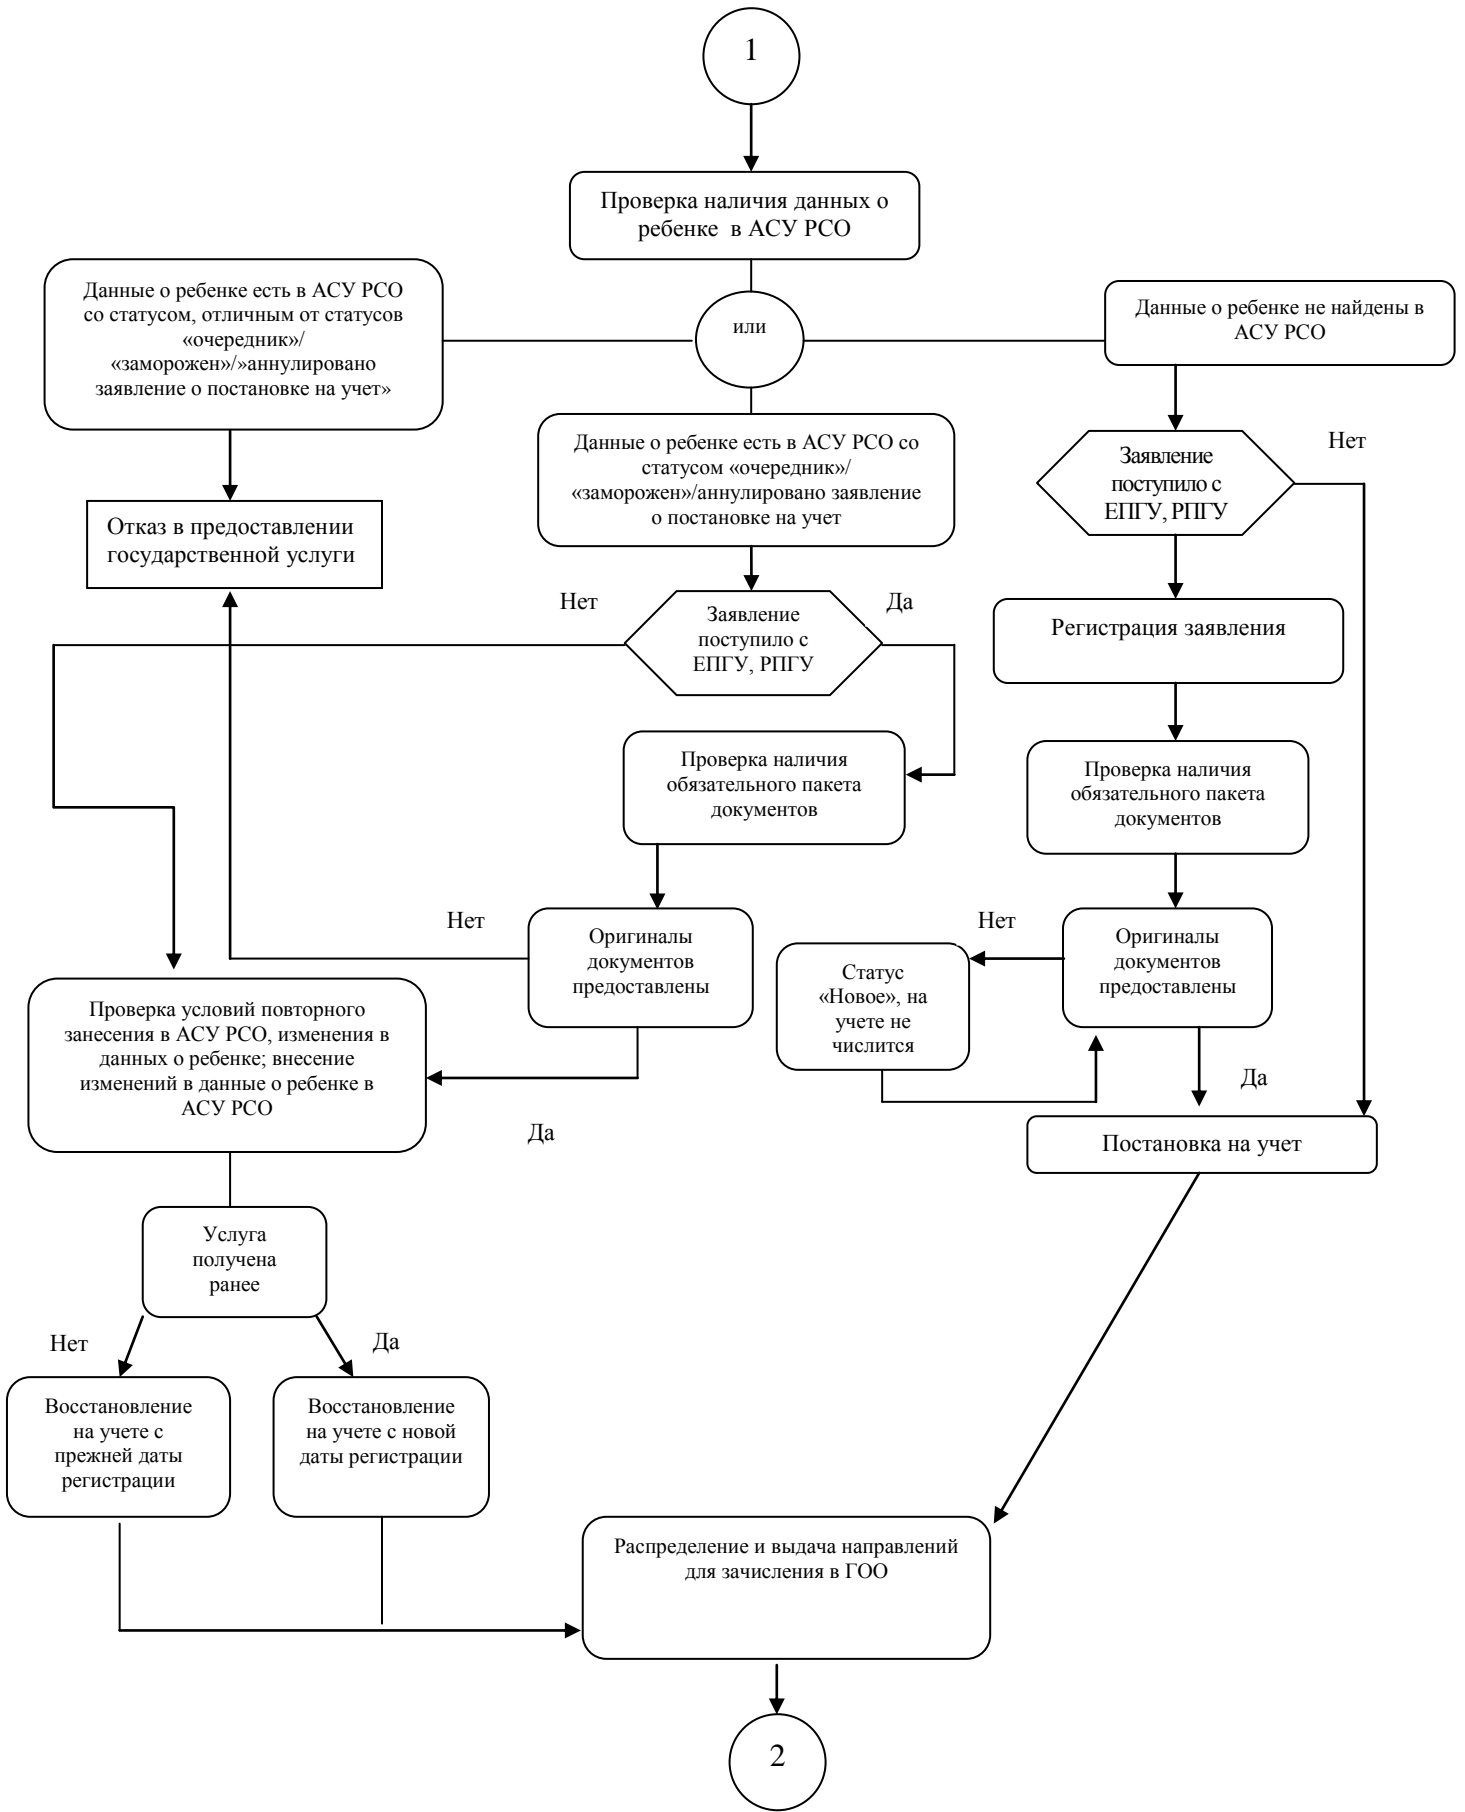 1
Проверка наличия данных о
ребенке в АСУ РСО
Данные о ребенке есть в АСУ РСО
со статусом, отличным от статусов
«очередник»/
«заморожен»/»аннулировано
заявление о постановке на учет»
или
Данные о ребенке не найдены в
АСУ РСО
Данные о ребенке есть в АСУ РСО со
статусом «очередник»/
«заморожен»/аннулировано заявление
о постановке на учет
Заявление
поступило с
ЕПГУ, РПГУ
Нет
Отказ в предоставлении
государственной услуги
Нет
Заявление
поступило с
ЕПГУ, РПГУ
Да
Регистрация заявления
Проверка наличия
обязательного пакета
документов
Проверка наличия
обязательного пакета
документов
Нет
Оригиналы
документов
предоставлены
Нет
Оригиналы
документов
предоставлены
Статус
«Новое», на
учете не
числится
Проверка условий повторного
занесения в АСУ РСО, изменения в
данных о ребенке; внесение
изменений в данные о ребенке в
АСУ РСО
Да
Да
Постановка на учет
Услуга
получена
ранее
Нет
Да
Восстановление
на учете с
прежней даты
регистрации
Восстановление
на учете с новой
даты регистрации
Распределение и выдача направлений
для зачисления в ГОО
2